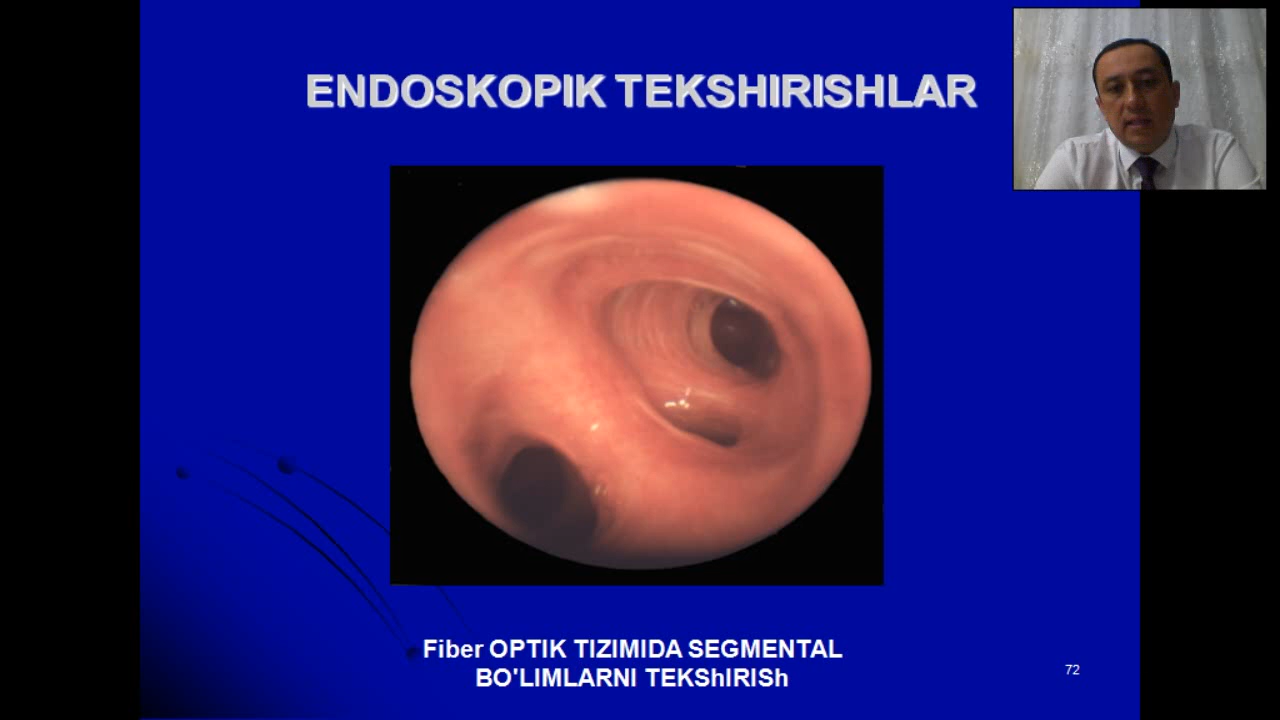 ENDOSKOPIK TEKSHIRISHLAR
Fiber OPTIK TIZIMIDA SEGMENTAL
BO'LIMLARNI TEKShIRISh
72